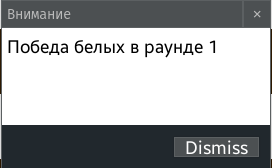 Внимание ×
Победа белых в раунде 1
Dismiss